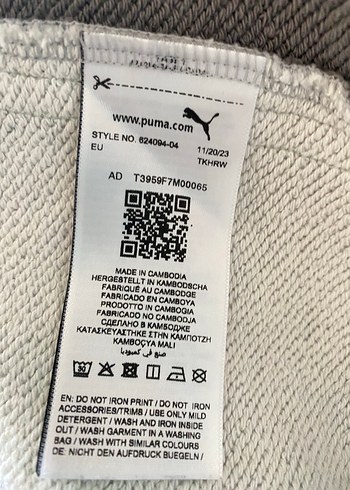 www.puma.com
STYLE NO. 624094-04 11/20/23
EU TKHRW
AD T3959F7M00065
MADE IN CAMBODIA
HERGESTELLT IN KAMBODSCHA
FABRIQUÉ AU CAMBODGE
FABRICADO EN CAMBOYA
PRODOTTO IN CAMBOGIA
FABRICADO NO CAMBODJA
СДЕЛАНО В КАМБОДЖЕ
ΚΑΤΑΣΚΕΥΑΣΤΗΚΕ ΣΤΗΝ ΚΑΜΠΟΤΖΗ
KAMBOÇYA MALI
صنع في كمبوديا
EN: DO NOT IRON PRINT / DO NOT IRON
ACCESSORIES/TRIMS / USE ONLY MILD
DETERGENT / WASH AND IRON INSIDE
OUT / WASH GARMENT IN A WASHING
BAG / WASH WITH SIMILAR COLOURS
DE: NICHT DEN AUFDRUCK BUEGELN /